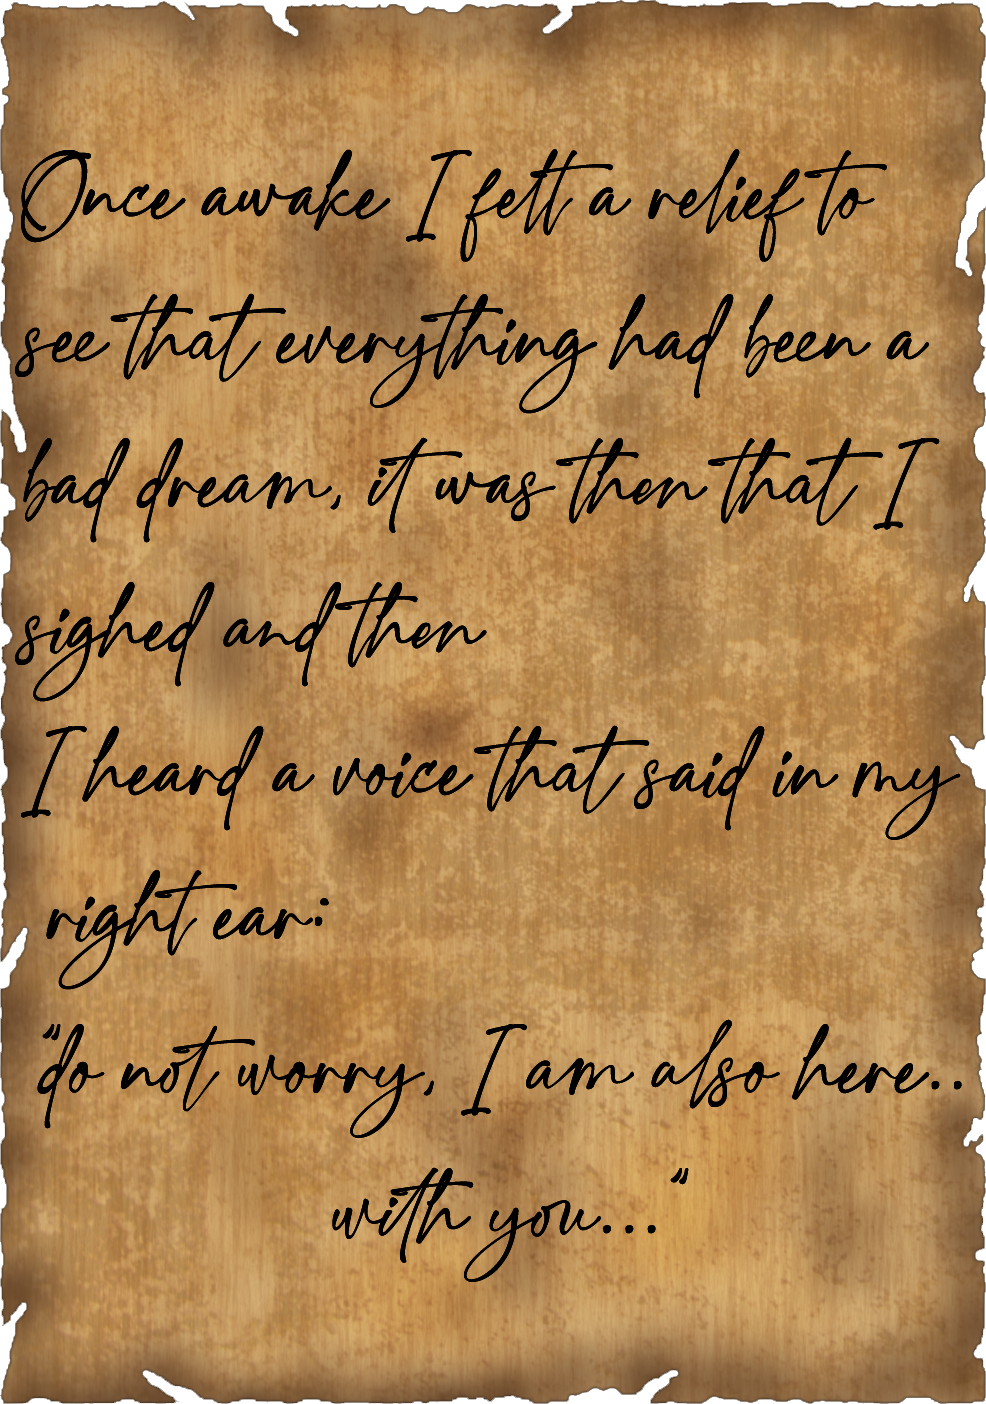 Once awake I felt a relief to
see that everything had been a
bad dream, it was then that I
sighed and then
I heard a voice that said in my
right ear:
"do not worry, I am also here..
with you..."